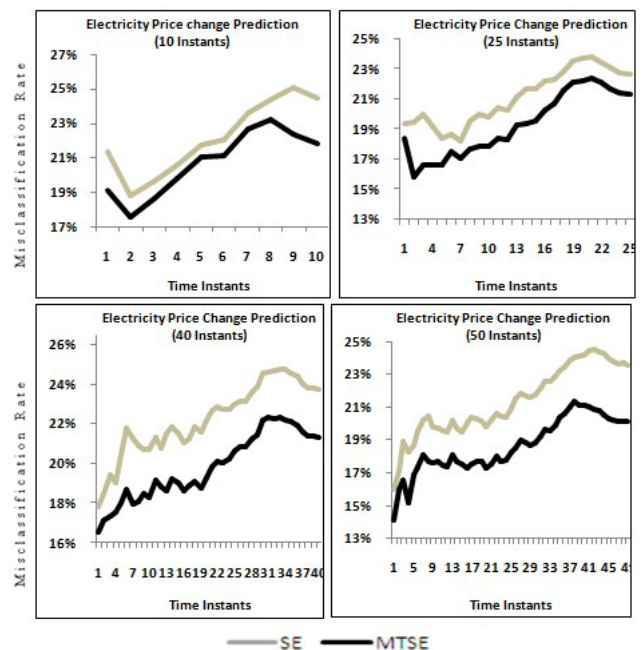 Electricity Price change Prediction
(10 Instants)
27%
25%
23%
21%
19%
17%
1 2 3 4 5 6 7 8 9 10
Time Instants
Misclassification Rate
Electricity Price Change Prediction
(25 Instants)
25%
23%
21%
19%
17%
15%
13%
1 4 7 10 13 16 19 22 25
Time Instants
Electricity Price Change Prediction
(40 Instants)
26%
24%
22%
20%
18%
16%
1 4 7 10 13 16 19 22 25 28 31 34 37 40
Time Instants
Misclassification Rate
Electricity Price Change Prediction
(50 Instants)
25%
23%
21%
19%
17%
15%
13%
1 5 9 13 17 21 25 29 33 37 41 45 49
Time Instants
SE MTSE